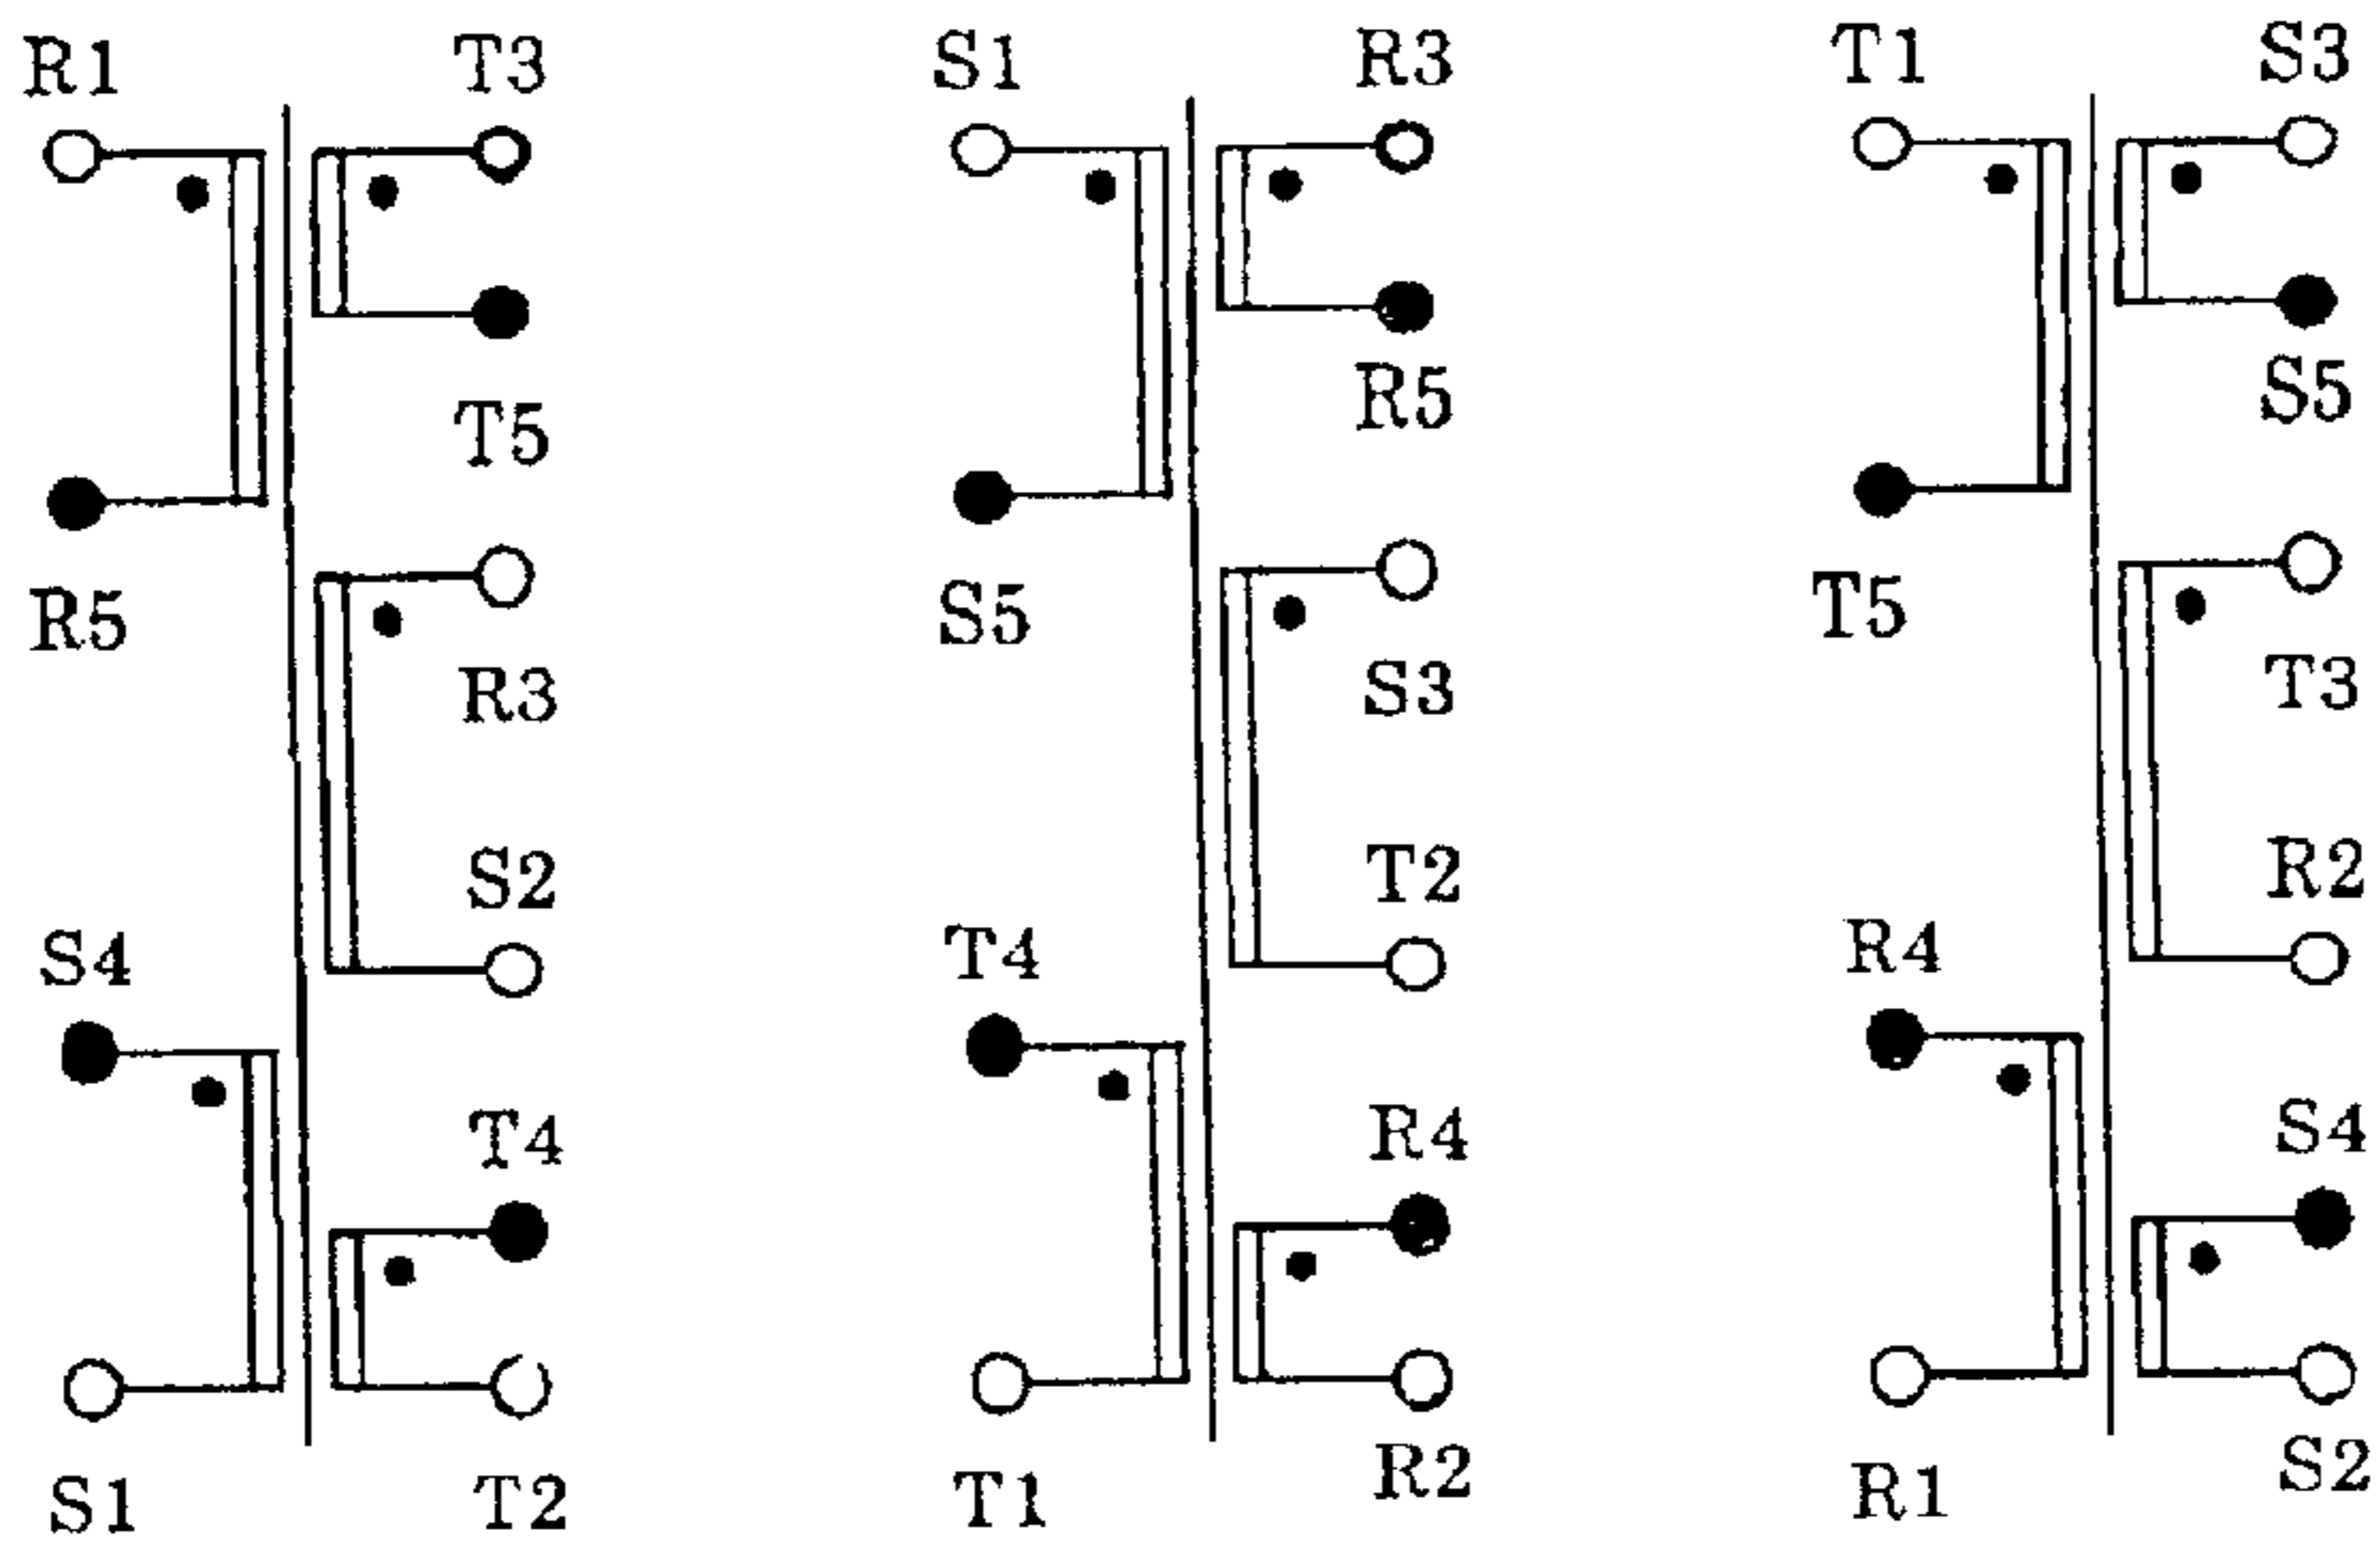 R1 T3 S1 R3 T1 S3
T5 R5 S5
R5 S5 T5
R3 S3 T3
S2 T2 R2
S4 T4 R4
T4 R4 S4
S1 T2 T1 R2 R1 S2